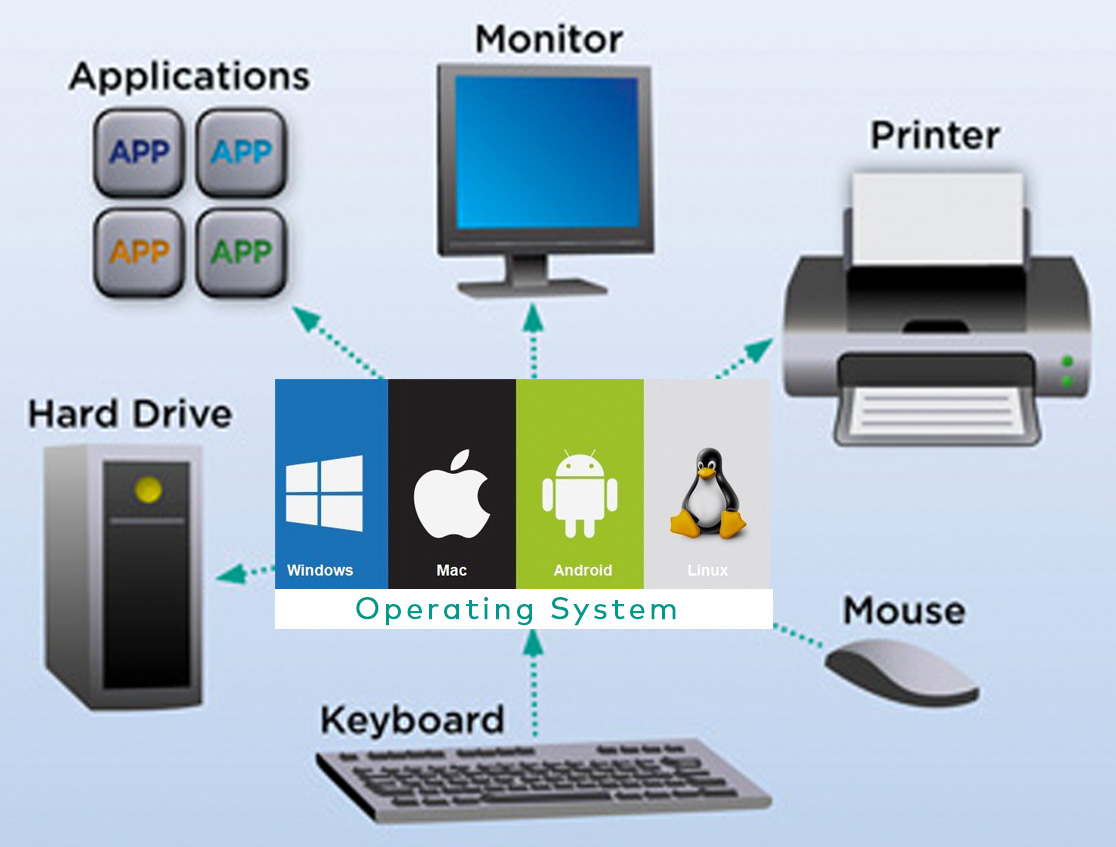 Monitor
Applications
APP APP
APP APP
Printer
Hard Drive
Windows Mac Android Linux
Operating System
Mouse
Keyboard